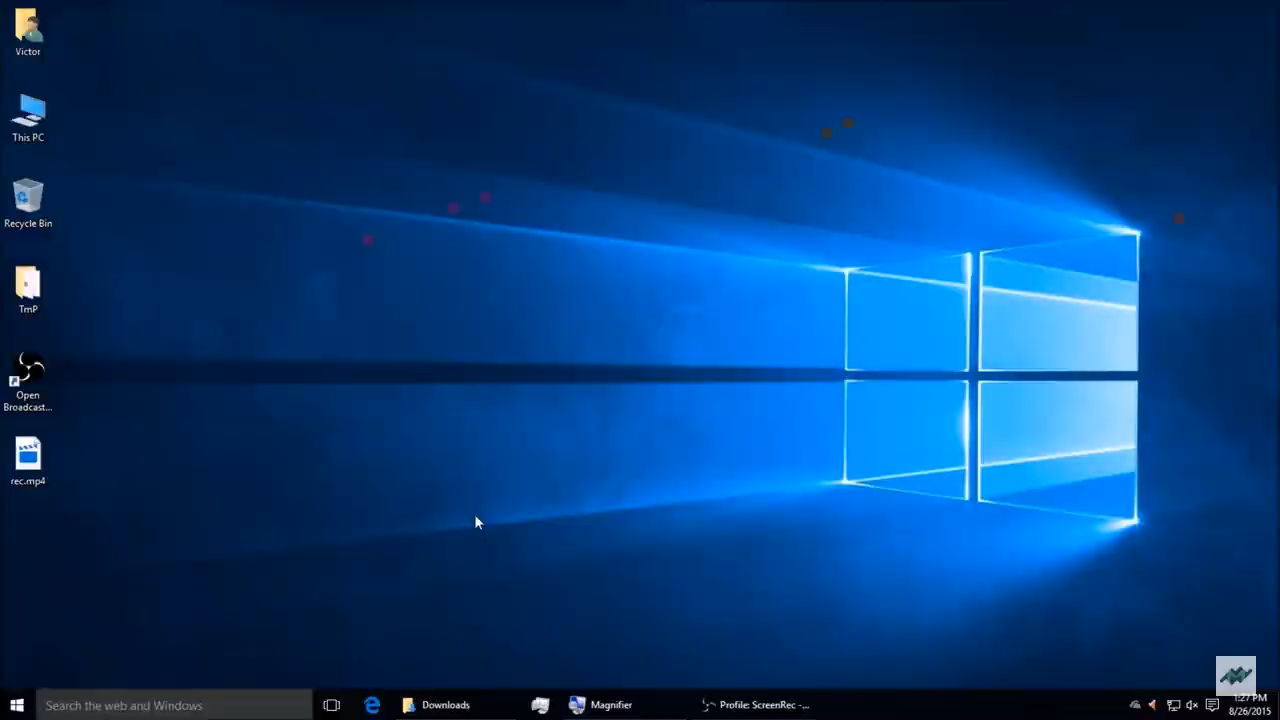 Victor
This PC
Recycle Bin
TmP
Open
Broadcast...
rec.mp4
Search the web and Windows
Downloads
Magnifier
Profile: ScreenRec -...
1:27 PM
8/26/2015